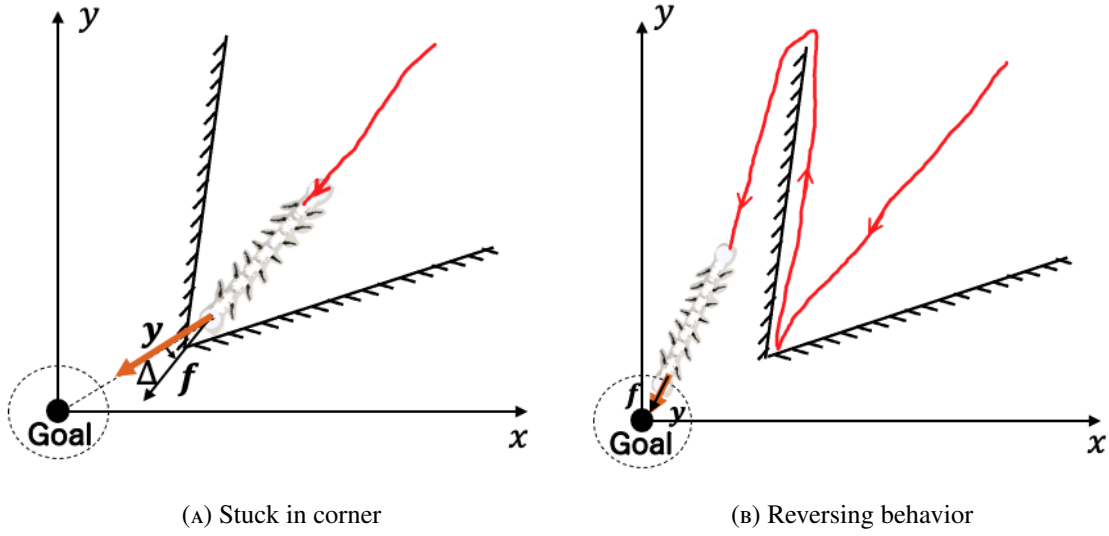 y
y
f
Δ
Goal
x
(A) Stuck in corner
y
f
y
Goal
x
(B) Reversing behavior